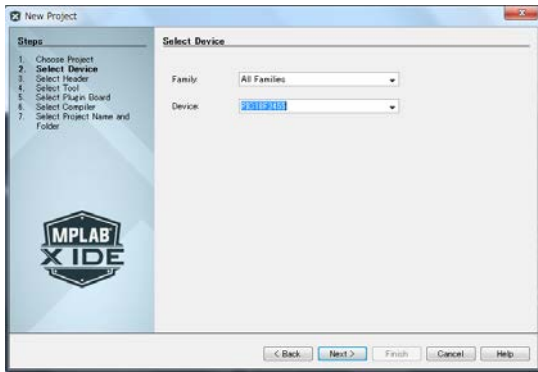 New Project
Steps
1. Choose Project
2. Select Device
3. Select Header
4. Select Tool
5. Select Plugin Board
6. Select Compiler
7. Select Project Name and
Folder
MPLAB
X IDE
Select Device
Family:
All Families
Device:
< Back
Next >
Finish
Cancel
Help